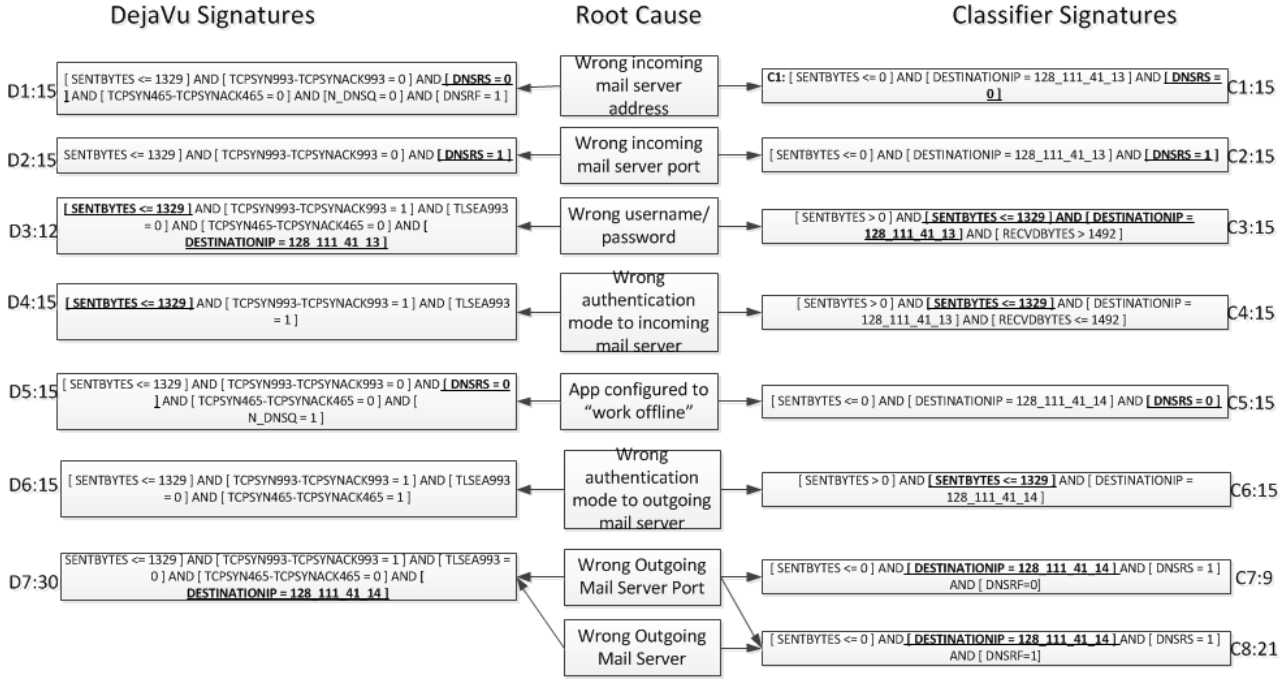 DejaVu Signatures
Root Cause
Classifier Signatures
D1:15
[ SENTBYTES <= 1329 ] AND [ TCPSYN993-TCPSYNACK993 = 0 ] AND [ DNSRS = 0
] AND [ TCPSYN465-TCPSYNACK465 = 0 ] AND [N_DNSQ = 0 ] AND [ DNSRF = 1 ]
Wrong incoming
mail server
address
C1: [ SENTBYTES <= 0 ] AND [ DESTINATIONIP = 128_111_41_13 ] AND [ DNSRS =
0 ]
C1:15
D2:15
SENTBYTES <= 1329 ] AND [ TCPSYN993-TCPSYNACK993 = 0 ] AND [ DNSRS = 1 ]
Wrong incoming
mail server port
[ SENTBYTES <= 0 ] AND [ DESTINATIONIP = 128_111_41_13 ] AND [ DNSRS = 1 ]
C2:15
D3:12
[ SENTBYTES <= 1329 ] AND [ TCPSYN993-TCPSYNACK993 = 1 ] AND [ TLSEA993
= 0 ] AND [ TCPSYN465-TCPSYNACK465 = 0 ] AND [
DESTINATIONIP = 128_111_41_13 ]
Wrong username/
password
[ SENTBYTES > 0 ] AND [ SENTBYTES <= 1329 ] AND [ DESTINATIONIP =
128_111_41_13 ] AND [ RECVDBYTES > 1492 ]
C3:15
D4:15
[ SENTBYTES <= 1329 ] AND [ TCPSYN993-TCPSYNACK993 = 1 ] AND [ TLSEA993
= 1 ]
Wrong
authentication
mode to incoming
mail server
[ SENTBYTES > 0 ] AND [ SENTBYTES <= 1329 ] AND [ DESTINATIONIP =
128_111_41_13 ] AND [ RECVDBYTES <= 1492 ]
C4:15
D5:15
[ SENTBYTES <= 1329 ] AND [ TCPSYN993-TCPSYNACK993 = 0 ] AND [ DNSRS = 0
] AND [ TCPSYN465-TCPSYNACK465 = 0 ] AND [
N_DNSQ = 1 ]
App configured to
“work offline”
[ SENTBYTES <= 0 ] AND [ DESTINATIONIP = 128_111_41_14 ] AND [ DNSRS = 0 ]
C5:15
D6:15
[ SENTBYTES <= 1329 ] AND [ TCPSYN993-TCPSYNACK993 = 1 ] AND [ TLSEA993
= 0 ] AND [ TCPSYN465-TCPSYNACK465 = 1 ]
Wrong
authentication
mode to outgoing
mail server
[ SENTBYTES > 0 ] AND [ SENTBYTES <= 1329 ] AND [ DESTINATIONIP =
128_111_41_14 ]
C6:15
D7:30
SENTBYTES <= 1329 ] AND [ TCPSYN993-TCPSYNACK993 = 1 ] AND [ TLSEA993 =
0 ] AND [ TCPSYN465-TCPSYNACK465 = 0 ] AND [
DESTINATIONIP = 128_111_41_14 ]
Wrong Outgoing
Mail Server Port
[ SENTBYTES <= 0 ] AND [ DESTINATIONIP = 128_111_41_14 ] AND [ DNSRS = 1 ]
AND [ DNSRF=0]
C7:9
Wrong Outgoing
Mail Server
[ SENTBYTES <= 0 ] AND [ DESTINATIONIP = 128_111_41_14 ] AND [ DNSRS = 1 ]
AND [ DNSRF=1]
C8:21